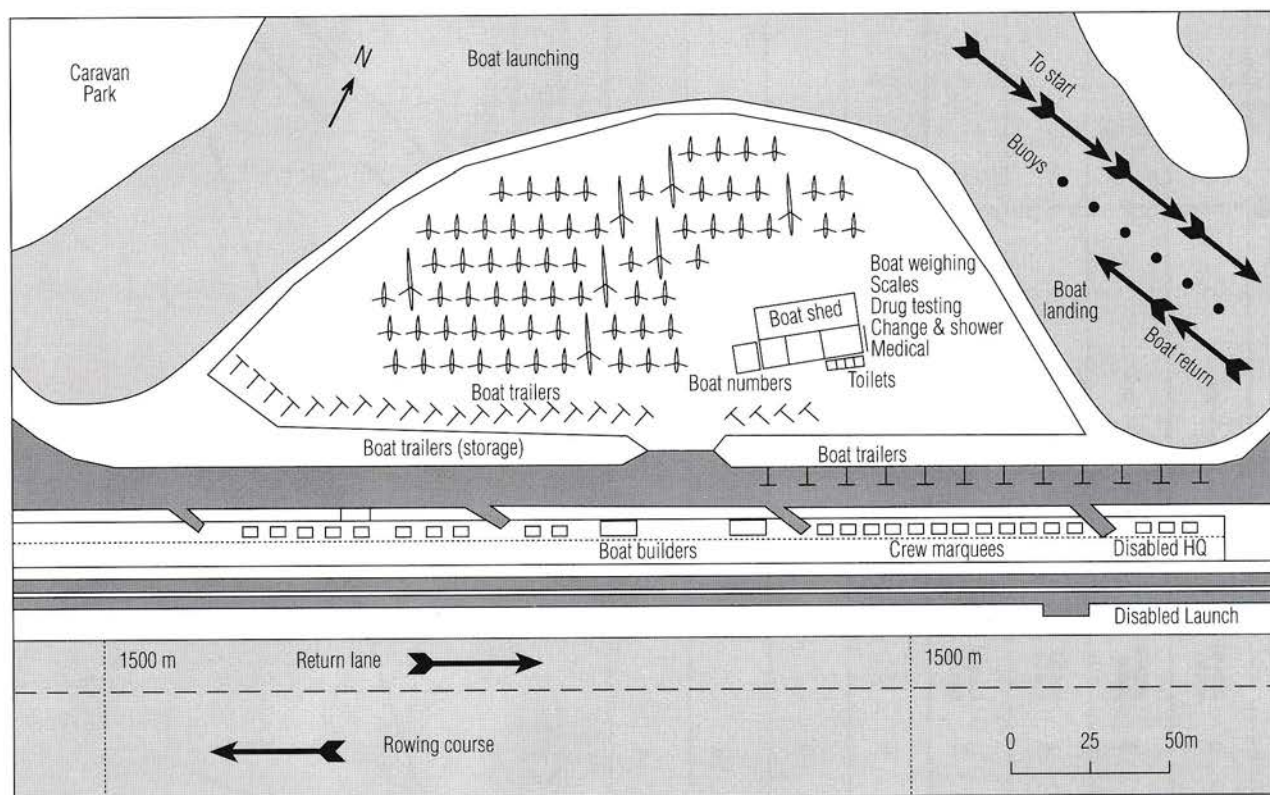 Caravan
Park
N
Boat launching
To start
Buoys
Boat weighing
Scales
Drug testing
Change & shower
Medical
Boat
landing
Boat return
Boat shed
Boat numbers
Toilets
Boat trailers
Boat trailers (storage)
Boat trailers
Boat builders
Crew marquees
Disabled HQ
Disabled Launch
1500 m
Return lane
1500 m
Rowing course
0
25
50m